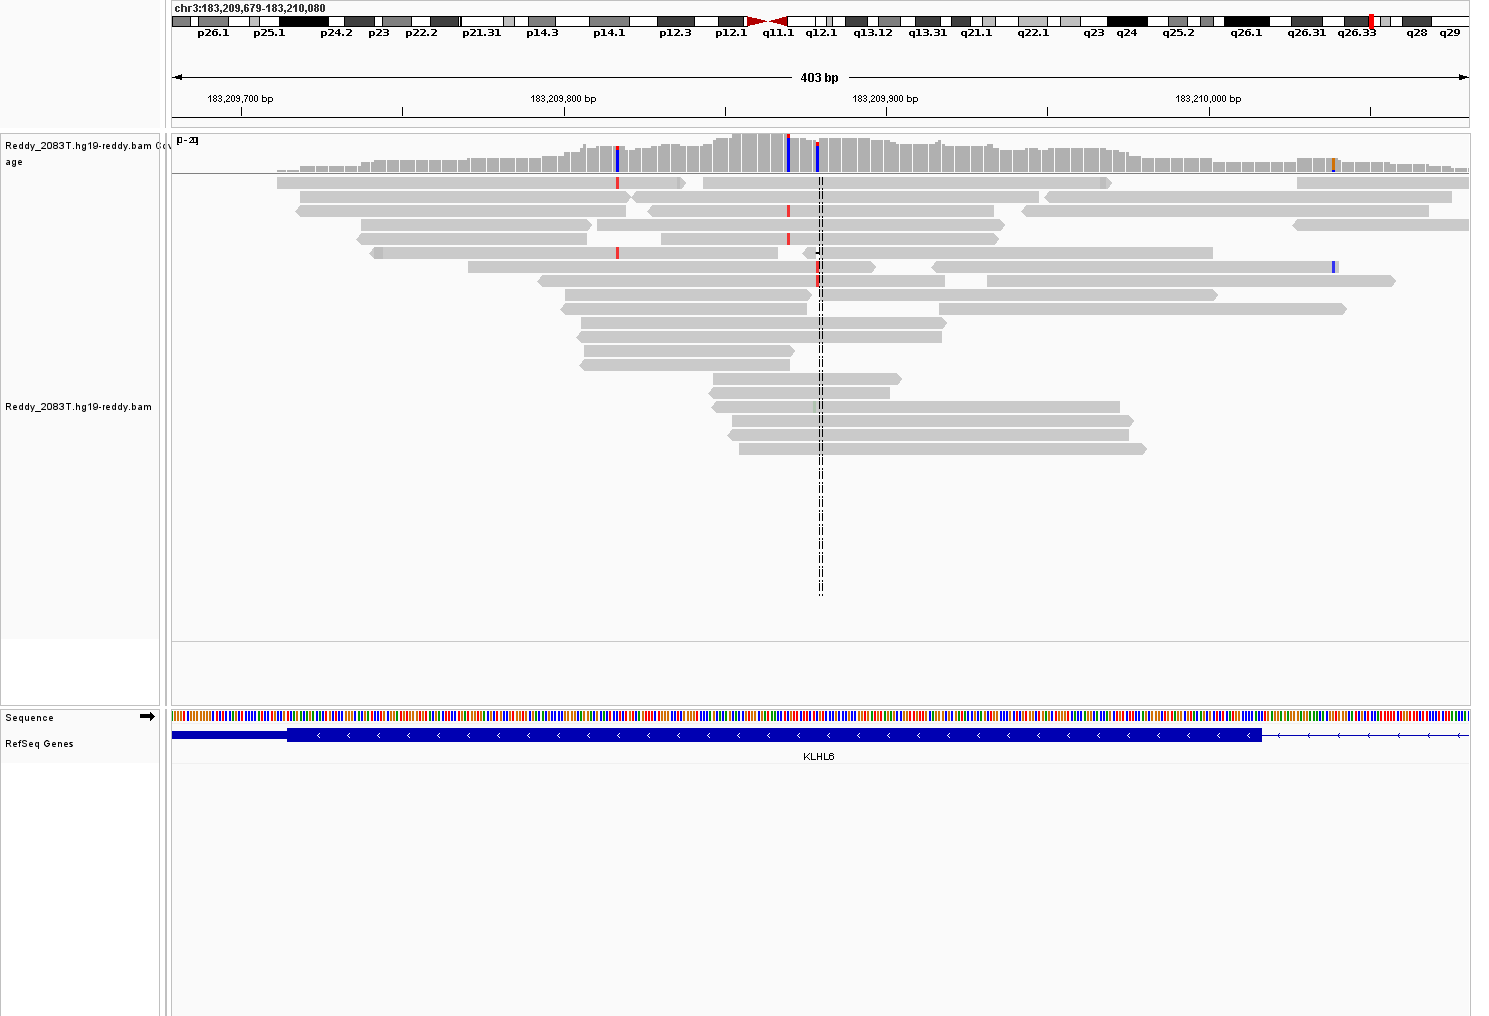 chr3:183,209,679-183,210,080
p26.1 p25.1 p24.2 p23 p22.2 p21.31 p14.3 p14.1 p12.3 p12.1 q11.1 q12.1 q13.12 q13.31 q21.1 q22.1 q23 q24 q25.2 q26.1 q26.31 q26.33 q28 q29
403 bp
183,209,700 bp 183,209,800 bp 183,209,900 bp 183,210,000 bp
Reddy_2083T.hg19-reddy.bam Cov
age
[0 - 20]
Reddy_2083T.hg19-reddy.bam
Sequence
RefSeq Genes
KLHL6